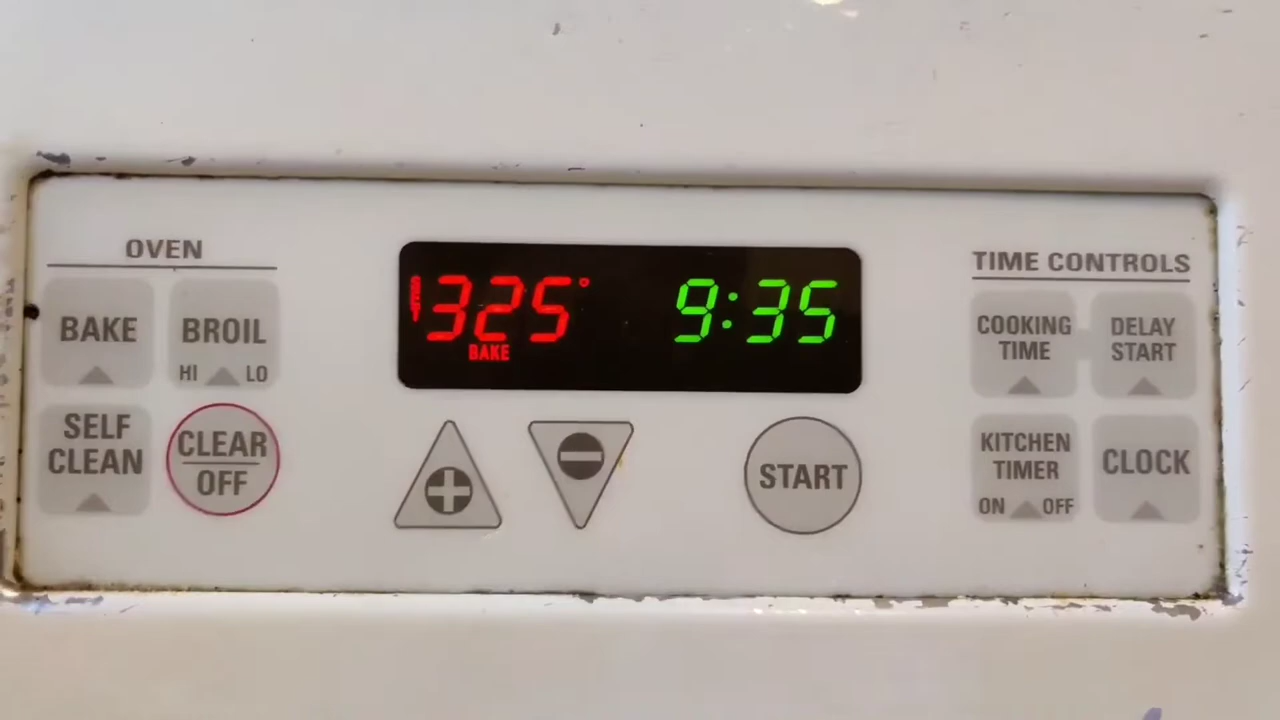 OVEN
BAKE
BROIL
HI LO
SELF
CLEAN
CLEAR
OFF
325°
BAKE
9:35
START
TIME CONTROLS
COOKING
TIME
DELAY
START
KITCHEN
TIMER
ON OFF
CLOCK